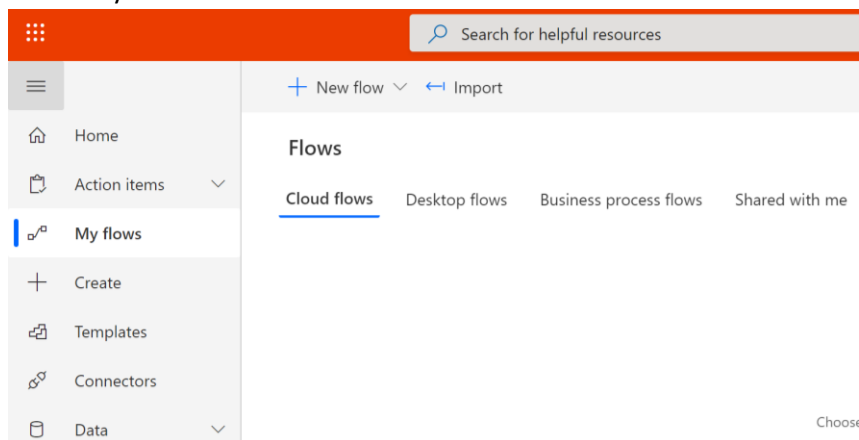 Search for helpful resources
New flow
Import
Home
Flows
Action items
Cloud flows Desktop flows Business process flows Shared with me
My flows
Create
Templates
Connectors
Data
Choose